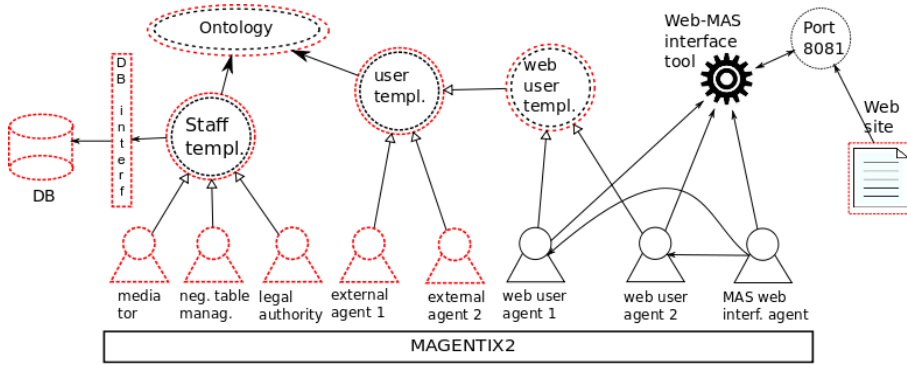 Ontology
Web-MAS
interface
tool
Port
8081
DB interf
user
templ.
web
user
templ.
Staff
templ.
Web
site
DB
media
tor
neg. table
manag.
legal
authority
external
agent 1
external
agent 2
web user
agent 1
web user
agent 2
MAS web
interf. agent
MAGENTIX2